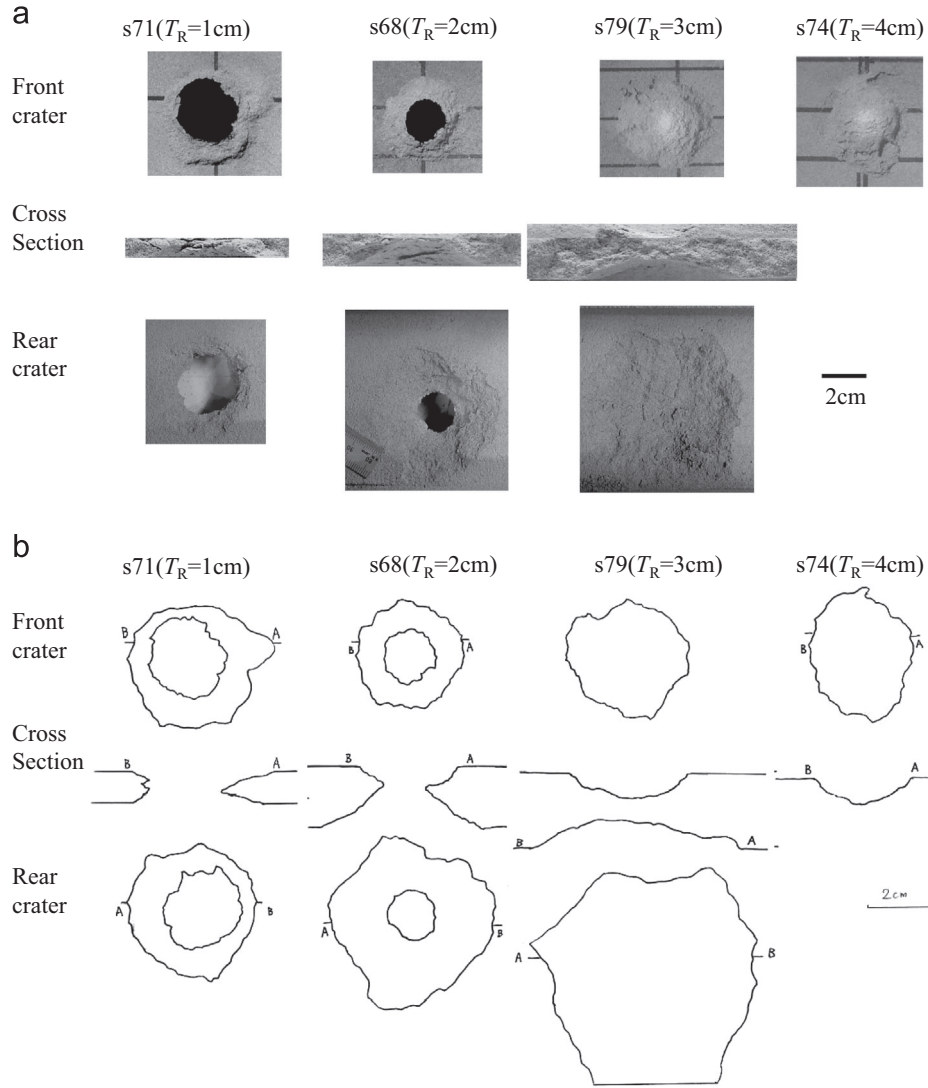 a
s71(TR=1cm) s68(TR=2cm) s79(TR=3cm) s74(TR=4cm)
Front
crater
Cross
Section
Rear
crater
2cm
b
s71(TR=1cm) s68(TR=2cm) s79(TR=3cm) s74(TR=4cm)
Front
crater
B A B A B A
Cross
Section
B A B A B A
B A
Rear
crater
2cm
A B A B
A B